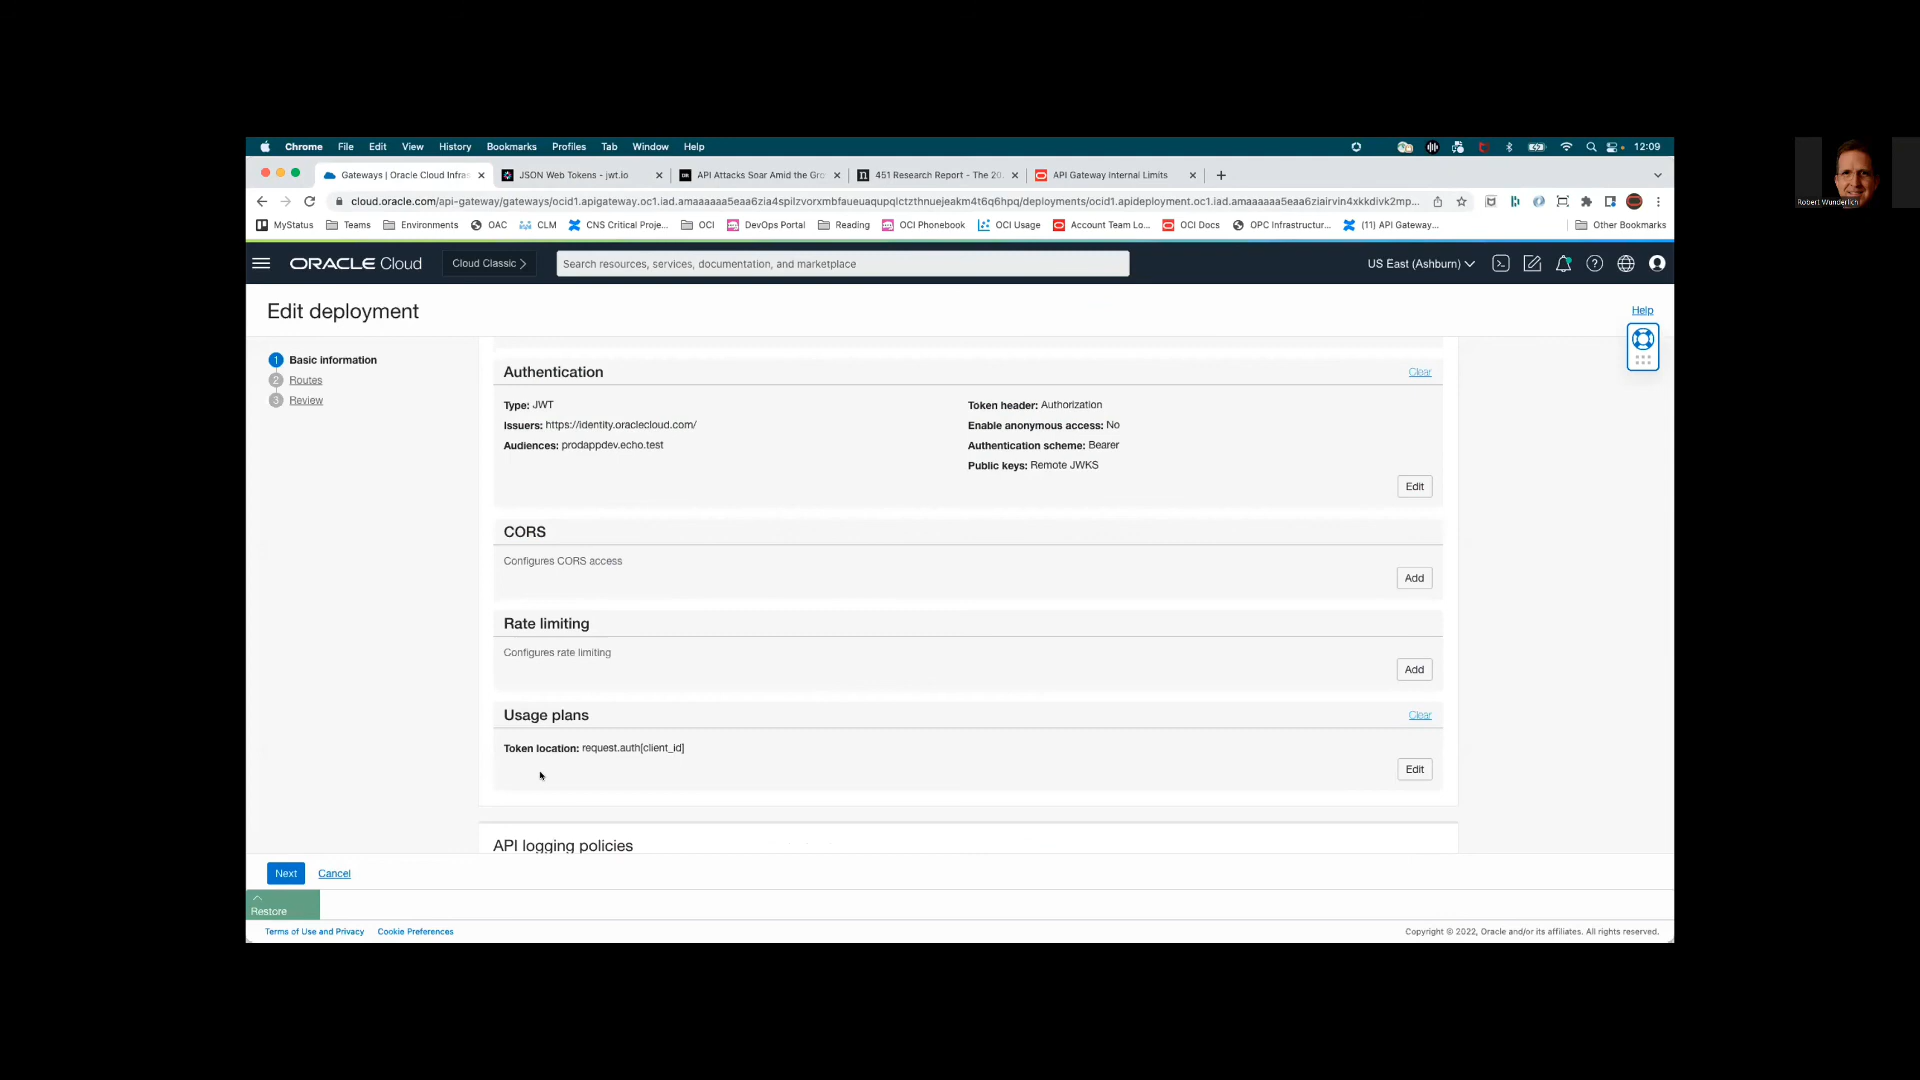 Chrome File Edit View History Bookmarks Profiles Tab Window Help 12:09
Gateways | Oracle Cloud Infras JSON Web Tokens - jwt.io API Attacks Soar Amid the Gro 451 Research Report - The 20. API Gateway Internal Limits
cloud.oracle.com/api-gateway/gateways/ocid1.apigateway.oc1.iad.amaaaaaa5eaa6zia4spilzvorxmbfaueuaqupqlctzthnuejeakm4t6q6hpq/deployments/ocid1.apideployment.oc1.iad.amaaaaaa5eaa6ziairvin4xkkdivk2mp...
MyStatus Teams Environments OAC CLM CNS Critical Proje... OCI DevOps Portal Reading OCI Phonebook OCI Usage Account Team Lo... OCI Docs OPC Infrastructur... (11) API Gateway... Other Bookmarks
ORACLE Cloud Cloud Classic Search resources, services, documentation, and marketplace US East (Ashburn)
Robert Wunderlich
Edit deployment
Help
1 Basic information
2 Routes
3 Review
Authentication Clear
Type: JWT Token header: Authorization
Issuers: https://identity.oraclecloud.com/ Enable anonymous access: No
Audiences: prodappdev.echo.test Authentication scheme: Bearer
Public keys: Remote JWKS
Edit
CORS
Configures CORS access
Add
Rate limiting
Configures rate limiting
Add
Usage plans Clear
Token location: request.auth[client_id]
Edit
API logging policies
Next Cancel
Restore
Terms of Use and Privacy Cookie Preferences Copyright © 2022, Oracle and/or its affiliates. All rights reserved.